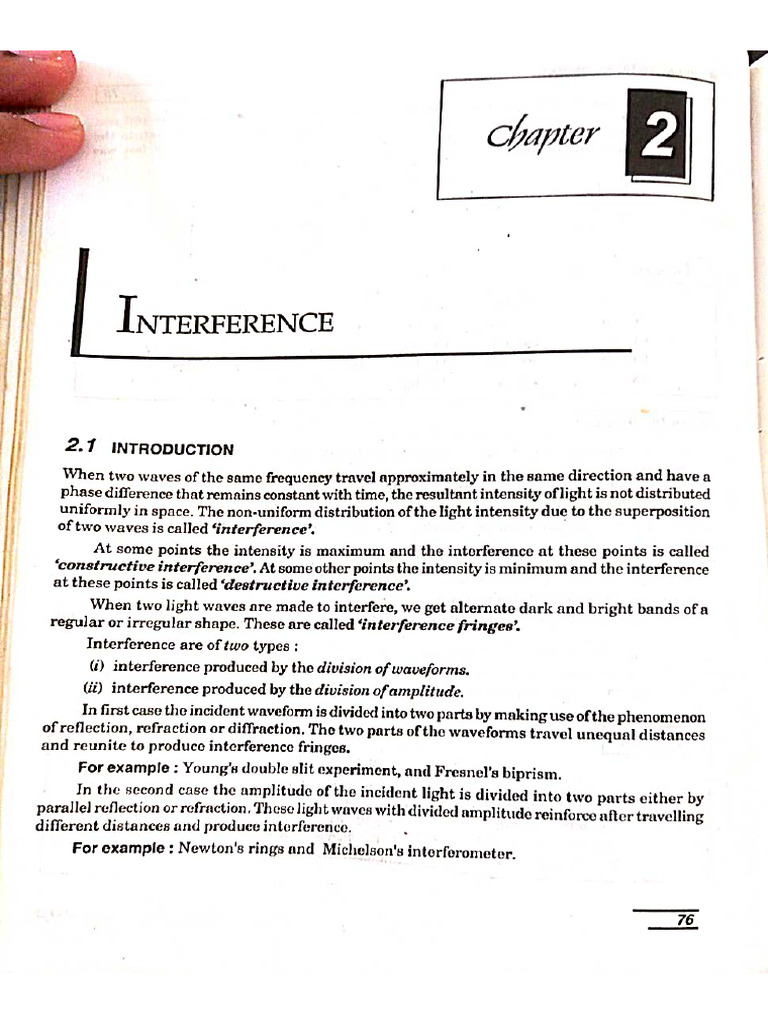 Chapter 2
INTERFERENCE
2.1 INTRODUCTION
When two waves of the same frequency travel approximately in the same direction and have a
phase difference that remains constant with time, the resultant intensity of light is not distributed
uniformly in space. The non-uniform distribution of the light intensity due to the superposition
of two waves is called ‘interference’.
At some points the intensity is maximum and the interference at these points is called
‘constructive interference’. At some other points the intensity is minimum and the interference
at these points is called ‘destructive interference’.
When two light waves are made to interfere, we get alternate dark and bright bands of a
regular or irregular shape. These are called ‘interference fringes’.
Interference are of two types :
(i) interference produced by the division of waveforms.
(ii) interference produced by the division of amplitude.
In first case the incident waveform is divided into two parts by making use of the phenomenon
of reflection, refraction or diffraction. The two parts of the waveforms travel unequal distances
and reunite to produce interference fringes.
For example : Young's double slit experiment, and Fresnel's biprism.
In the second case the amplitude of the incident light is divided into two parts either by
parallel reflection or refraction. These light waves with divided amplitude reinforce after travelling
different distances and produce interference.
For example : Newton's rings and Michelson's interferometer.
76